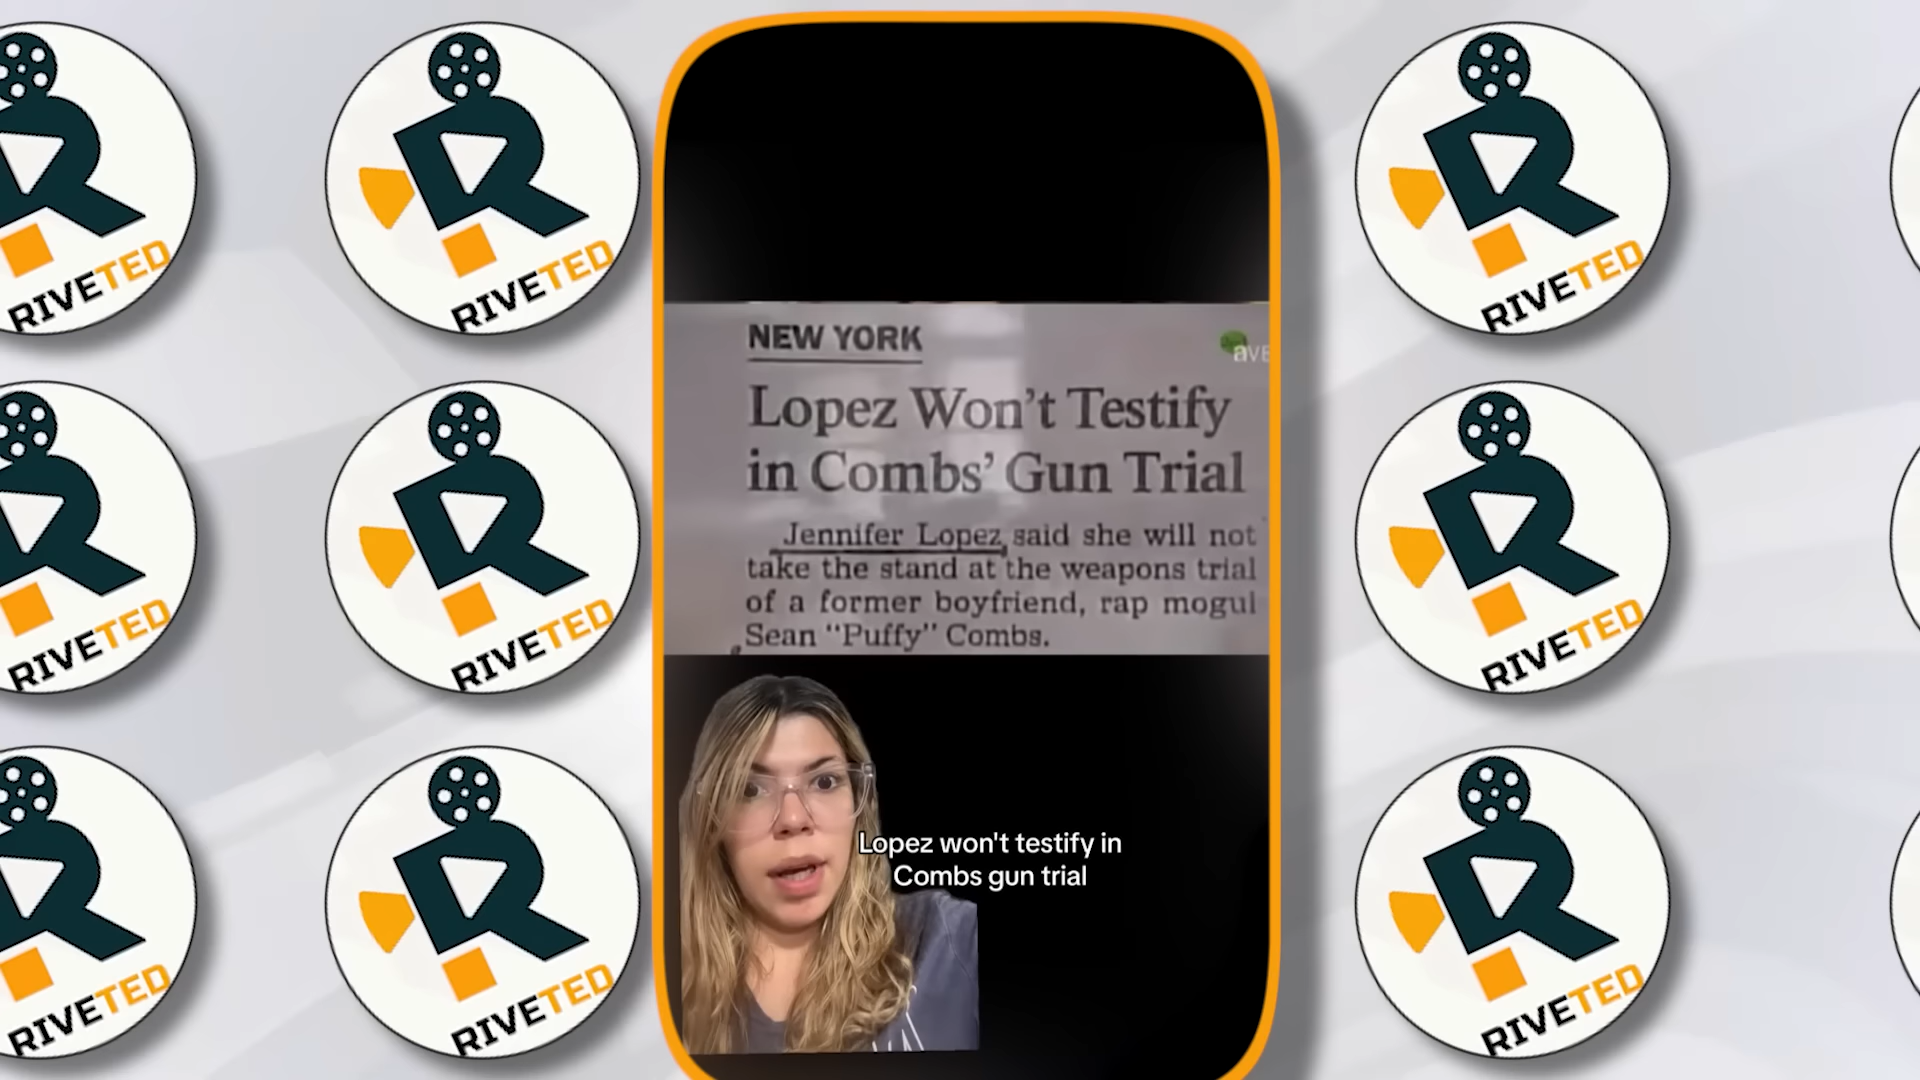 NEW YORK
Lopez Won't Testify
in Combs' Gun Trial
Jennifer Lopez said she will not
take the stand at the weapons trial
of a former boyfriend, rap mogul
Sean "Puffy" Combs.
Lopez won't testify in
Combs gun trial
RIVETED
RIVETED
RIVETED
RIVETED
RIVETED
RIVETED
RIVETED
RIVETED
RIVETED